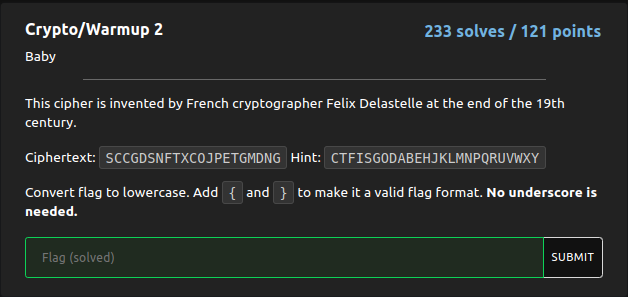 Crypto/Warmup 2
233 solves / 121 points
Baby
This cipher is invented by French cryptographer Felix Delastelle at the end of the 19th
century.
Ciphertext: SCCGDSNFTXCOJPETGMDNG Hint: CTFISGODABEHJKLMNPQRUVWXY
Convert flag to lowercase. Add { and } to make it a valid flag format. No underscore is
needed.
Flag (solved)
SUBMIT